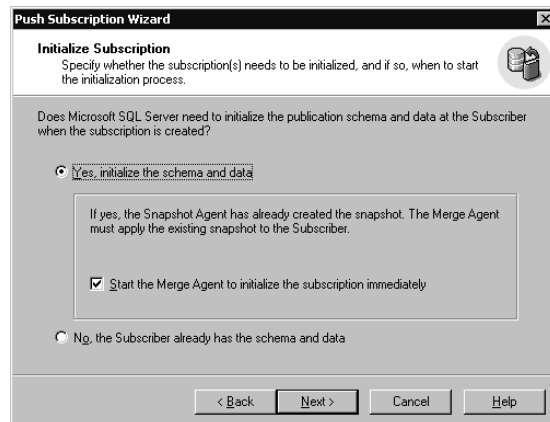 Push Subscription Wizard
Initialize Subscription
Specify whether the subscription(s) needs to be initialized, and if so, when to start
the initialization process.
Does Microsoft SQL Server need to initialize the publication schema and data at the Subscriber
when the subscription is created?
Yes, initialize the schema and data
If yes, the Snapshot Agent has already created the snapshot. The Merge Agent
must apply the existing snapshot to the Subscriber.
Start the Merge Agent to initialize the subscription immediately
No, the Subscriber already has the schema and data
< Back Next > Cancel Help